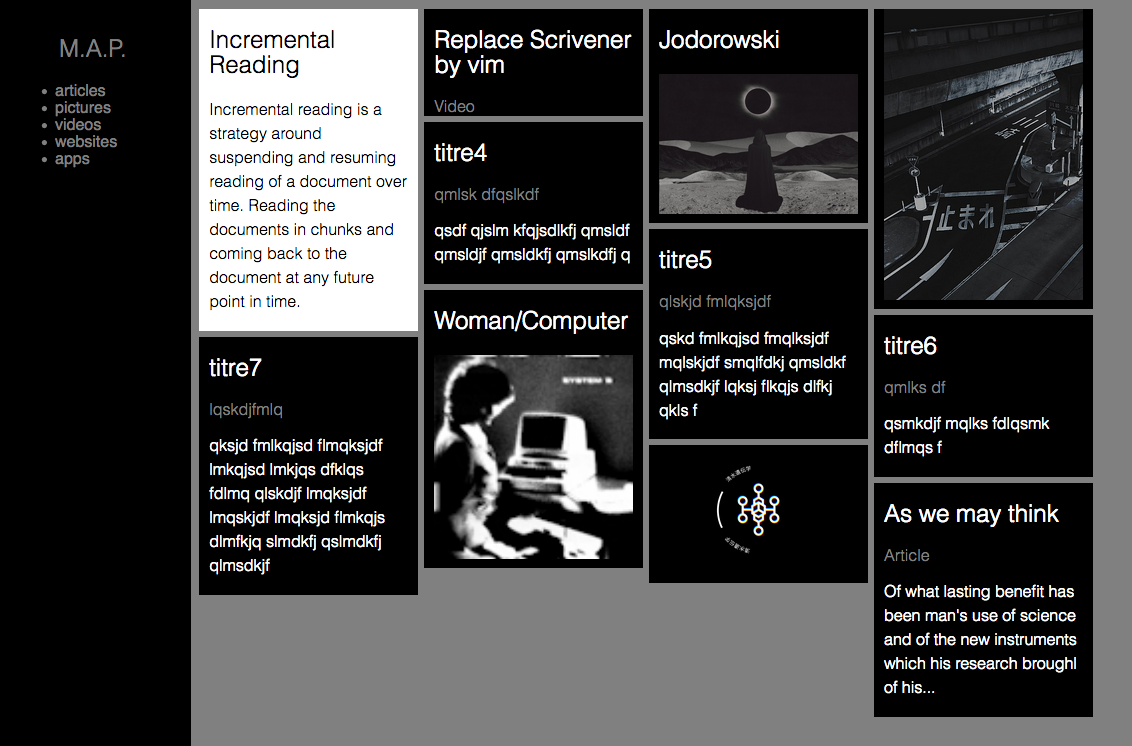 M.A.P.
articles
pictures
videos
websites
apps
Incremental
Reading
Incremental reading is a
strategy around
suspending and resuming
reading of a document over
time. Reading the
documents in chunks and
coming back to the
document at any future
point in time.
titre7
lqskdjfmlq
qksjd fmlkqjsd flmqksjdf
lmkqjsd lmkjqs dfklqs
fdlmq qlskdjf lmqksjdf
lmqskjdf lmqksjd flmkqjs
dlmfkjq slmdkfj qslmdkfj
qlmsdkjf
Replace Scrivener
by vim
Video
titre4
qmlsk dfqslkdf
qsdf qjslm kfqjsdlkfj qmsldf
qmsldjf qmsldkfj qmslkdfj q
Woman/Computer
SYSTEM
Jodorowski
titre5
qlskjd fmlqksjdf
qskd fmlkqjsd fmqlksjdf
mqlskjdf smqlfdkj qmsldkf
qlmsdkjf lqksj flkqjs dlfkj
qkls f
止まれ
titre6
qmlks df
qsmkdjf mqlks fdlqsmk
dflmqs f
As we may think
Article
Of what lasting benefit has
been man's use of science
and of the new instruments
which his research broughl
of his...